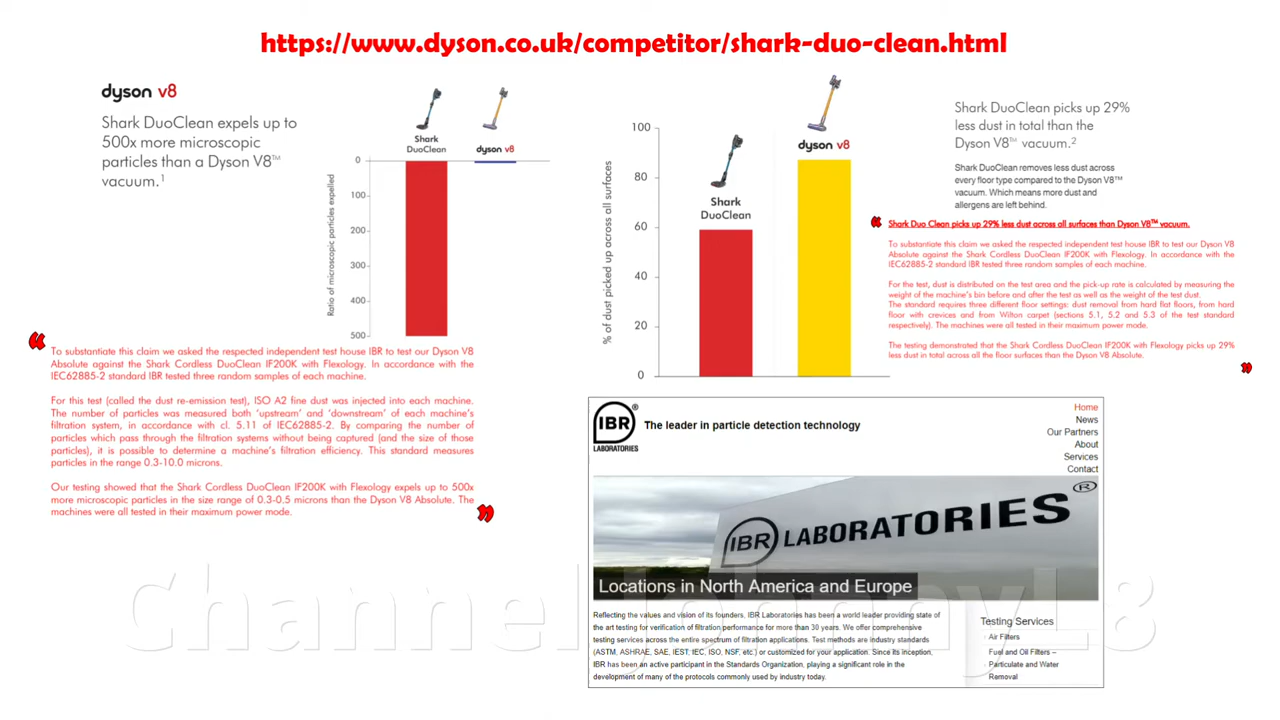 https://www.dyson.co.uk/competitor/shark-duo-clean.html
dyson v8
Shark DuoClean expels up to
500x more microscopic
particles than a Dyson V8™
vacuum.¹
Shark
DuoClean
dyson v8
Ratio of microscopic particles expelled
0
100
200
300
400
500
“
To substantiate this claim we asked the respected independent test house IBR to test our Dyson V8
Absolute against the Shark Cordless DuoClean IF200K with Flexology. In accordance with the
IEC62885-2 standard IBR tested three random samples of each machine.
For this test (called the dust re-emission test), ISO A2 fine dust was injected into each machine.
The number of particles was measured both 'upstream' and 'downstream' of each machine's
filtration system, in accordance with cl. 5.11 of IEC62885-2. By comparing the number of
particles which pass through the filtration systems without being captured (and the size of those
particles), it is possible to determine a machine's filtration efficiency. This standard measures
particles in the range 0.3-10.0 microns.
Our testing showed that the Shark Cordless DuoClean IF200K with Flexology expels up to 500x
more microscopic particles in the size range of 0.3-0.5 microns than the Dyson V8 Absolute. The
machines were all tested in their maximum power mode.
”
% of dust picked up across all surfaces
100
80
60
40
20
0
Shark
DuoClean
dyson v8
Shark DuoClean picks up 29%
less dust in total than the
Dyson V8™ vacuum.²
Shark DuoClean removes less dust across
every floor type compared to the Dyson V8™
vacuum. Which means more dust and
allergens are left behind.
“
Shark Duo Clean picks up 29% less dust across all surfaces than Dyson V8™ vacuum.
To substantiate this claim we asked the respected independent test house IBR to test our Dyson V8
Absolute against the Shark Cordless DuoClean IF200K with Flexology. In accordance with the
IEC62885-2 standard IBR tested three random samples of each machine.
For the test, dust is distributed on the test area and the pick-up rate is calculated by measuring the
weight of the machine's bin before and after the test as well as the weight of the test dust.
The standard requires three different floor settings: dust removal from hard flat floors, from hard
floor with crevices and from Wilton carpet (sections 5.1, 5.2 and 5.3 of the test standard
respectively). The machines were all tested in their maximum power mode.
The testing demonstrated that the Shark Cordless DuoClean IF200K with Flexology picks up 29%
less dust in total across all the floor surfaces than the Dyson V8 Absolute.
”
IBR®
LABORATORIES
The leader in particle detection technology
Home
News
Our Partners
About
Services
Contact
IBR LABORATORIES®
Locations in North America and Europe
Reflecting the values and vision of its founders, IBR Laboratories has been a world leader providing state of
the art testing for verification of filtration performance for more than 30 years. We offer comprehensive
testing services across the entire spectrum of filtration applications. Test methods are industry standards
(ASTM, ASHRAE, SAE, IEST, IEC, ISO, NSF, etc.) or customized for your application. Since its inception,
IBR has been an active participant in the Standards Organization, playing a significant role in the
development of many of the protocols commonly used by industry today.
Testing Services
Air Filters
Fuel and Oil Filters –
Particulate and Water
Removal
Channel JohnnyL8